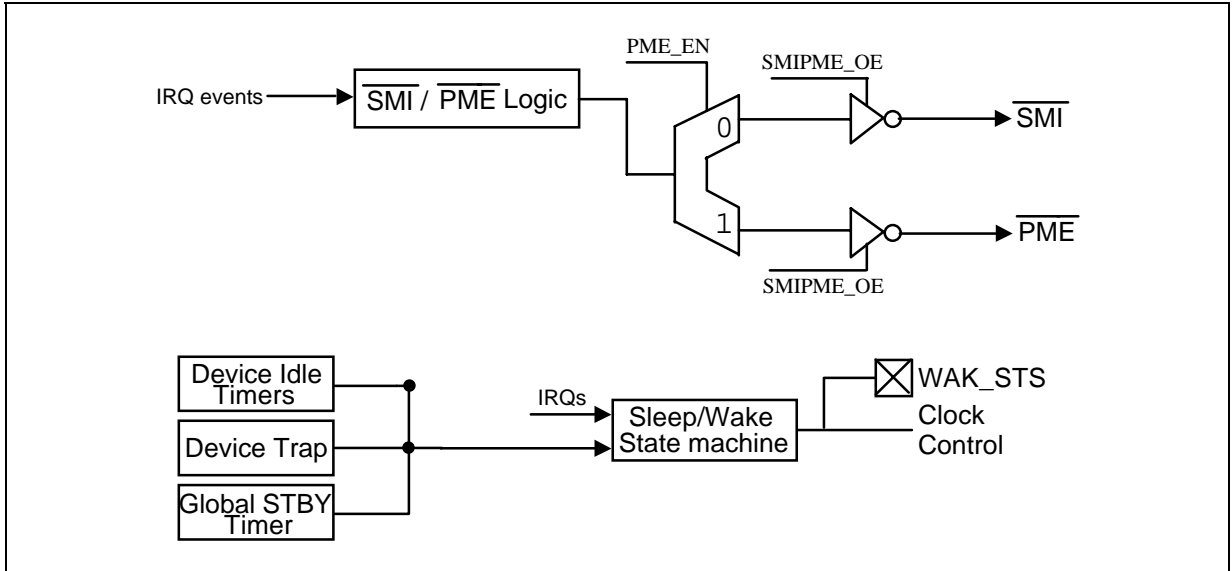 PME_EN
SMIPME_OE
IRQ events
SMI / PME Logic
0
SMI
1
PME
SMIPME_OE
Device Idle
Timers
Device Trap
Global STBY
Timer
IRQs
Sleep/Wake
State machine
WAK_STS
Clock
Control